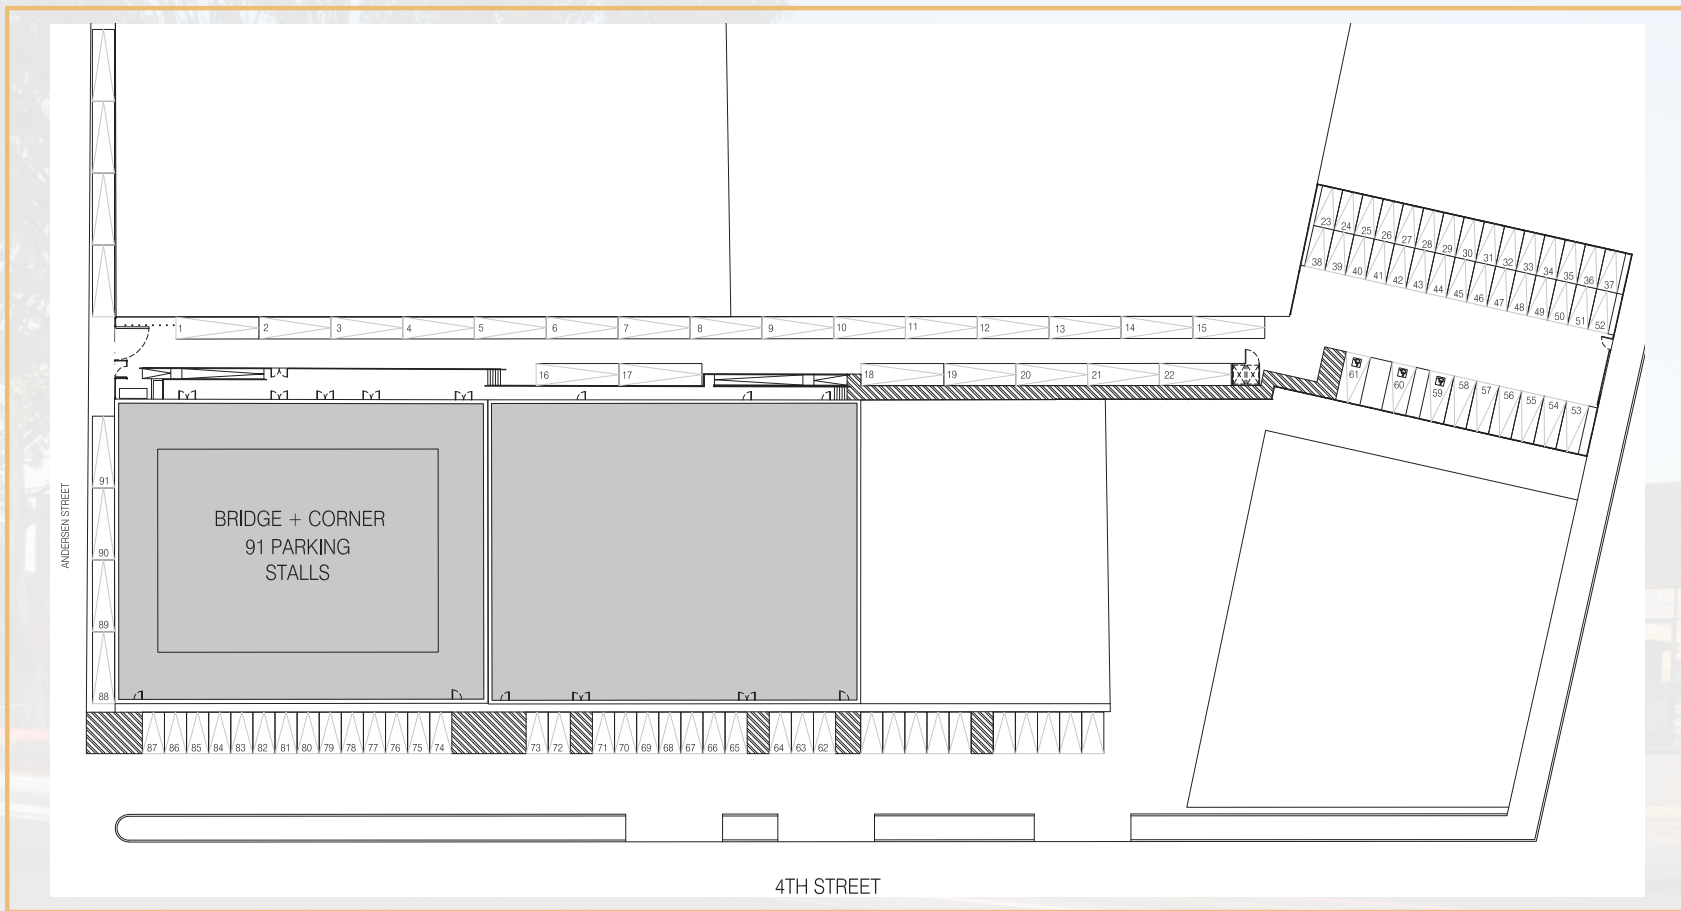 23 24 25 26 27 28 29 30 31 32 33 34 35 36 37
38 39 40 41 42 43 44 45 46 47 48 49 50 51 52
1 2 3 4 5 6 7 8 9 10 11 12 13 14 15
16 17 18 19 20 21 22
61 60 59 58 57 56 55 54 53
91
90
89
88
ANDERSEN STREET
BRIDGE + CORNER
91 PARKING
STALLS
87 86 85 84 83 82 81 80 79 78 77 76 75 74 73 72 71 70 69 68 67 66 65 64 63 62
4TH STREET